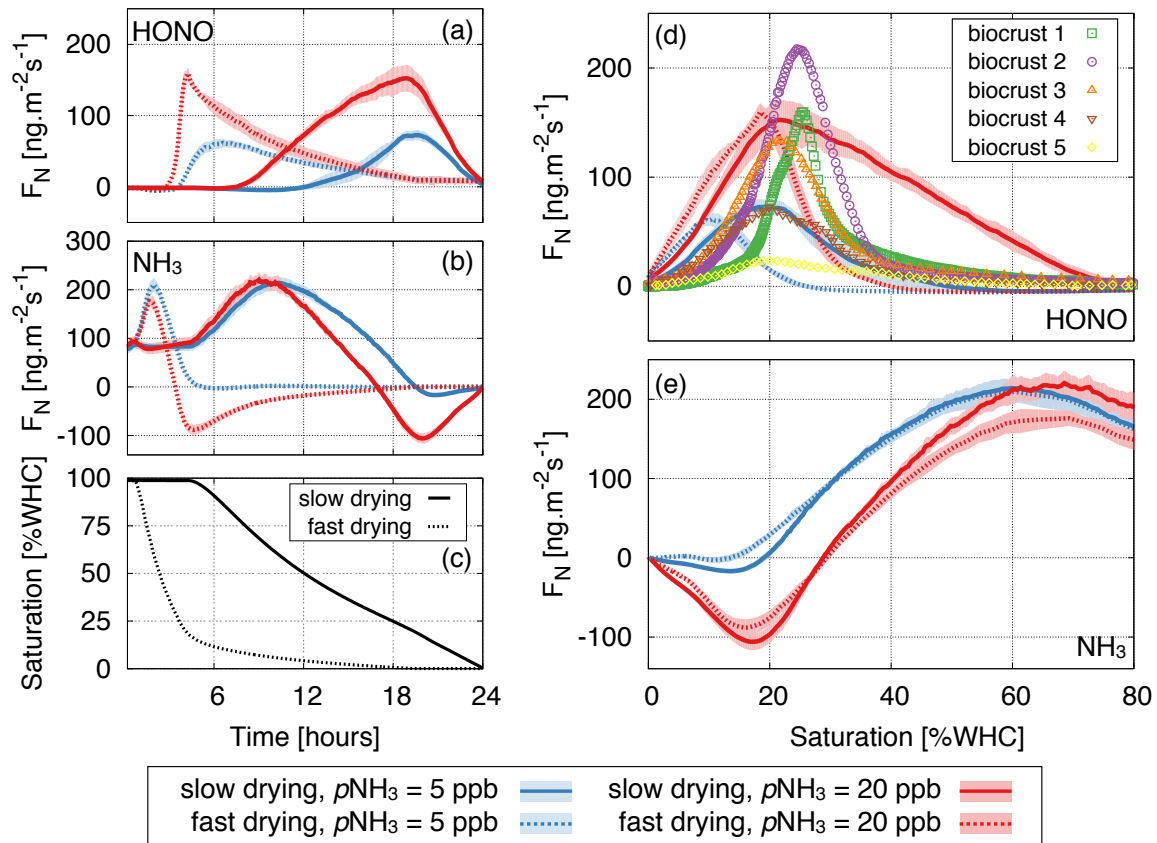 HONO
(a)
F_N [ng.m⁻²s⁻¹]
200
100
0
NH₃
(b)
F_N [ng.m⁻²s⁻¹]
300
200
100
0
-100
Saturation [%WHC]
100
75
50
25
0
slow drying
fast drying
(c)
6 12 18 24
Time [hours]
(d)
biocrust 1
biocrust 2
biocrust 3
biocrust 4
biocrust 5
F_N [ng.m⁻²s⁻¹]
200
100
0
HONO
(e)
F_N [ng.m⁻²s⁻¹]
200
100
0
-100
NH₃
0 20 40 60 80
Saturation [%WHC]
slow drying, pNH₃ = 5 ppb
fast drying, pNH₃ = 5 ppb
slow drying, pNH₃ = 20 ppb
fast drying, pNH₃ = 20 ppb